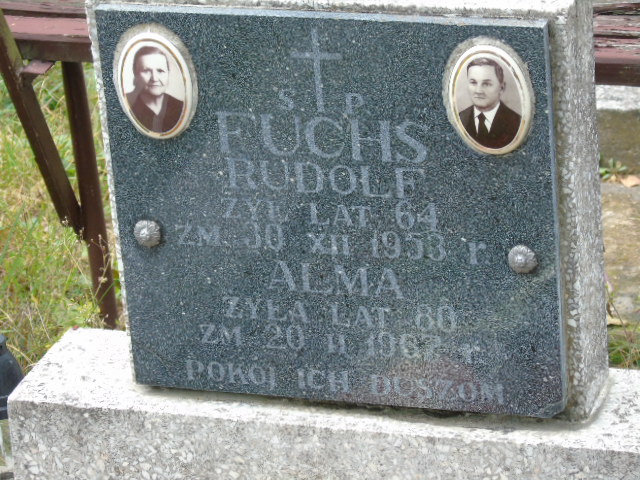 Ś P
FUCHS
RUDOLF
ŻYŁ LAT 64
ZM. 30 XII 1953 r
ALMA
ŻYŁA LAT 80
ZM 20 II 1967 r
POKÓJ ICH DUSZOM